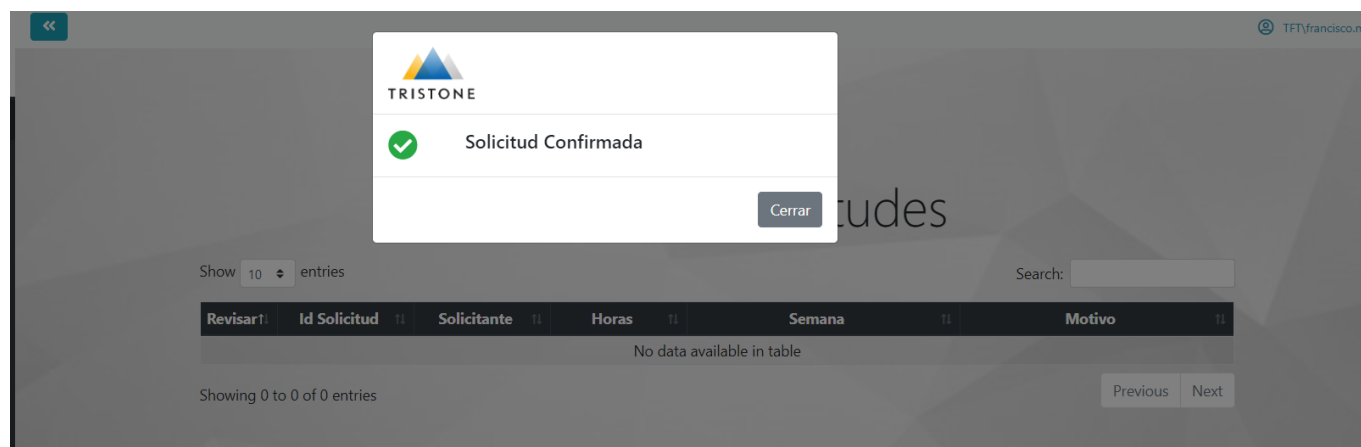 TFT\francisco.m
TRISTONE
Solicitud Confirmada
Cerrar
udes
Show 10 entries
Search:
Revisar Id Solicitud Solicitante Horas Semana Motivo
No data available in table
Showing 0 to 0 of 0 entries
Previous Next